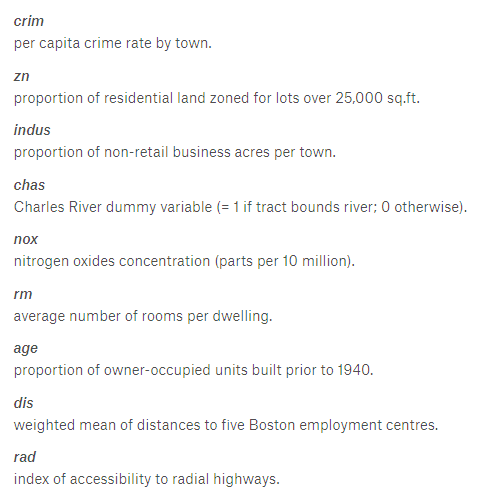 crim
per capita crime rate by town.
zn
proportion of residential land zoned for lots over 25,000 sq.ft.
indus
proportion of non-retail business acres per town.
chas
Charles River dummy variable (= 1 if tract bounds river; 0 otherwise).
nox
nitrogen oxides concentration (parts per 10 million).
rm
average number of rooms per dwelling.
age
proportion of owner-occupied units built prior to 1940.
dis
weighted mean of distances to five Boston employment centres.
rad
index of accessibility to radial highways.